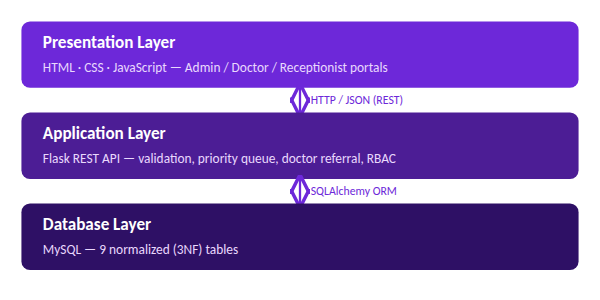 Presentation Layer
HTML · CSS · JavaScript — Admin / Doctor / Receptionist portals
HTTP / JSON (REST)
Application Layer
Flask REST API — validation, priority queue, doctor referral, RBAC
SQLAlchemy ORM
Database Layer
MySQL — 9 normalized (3NF) tables